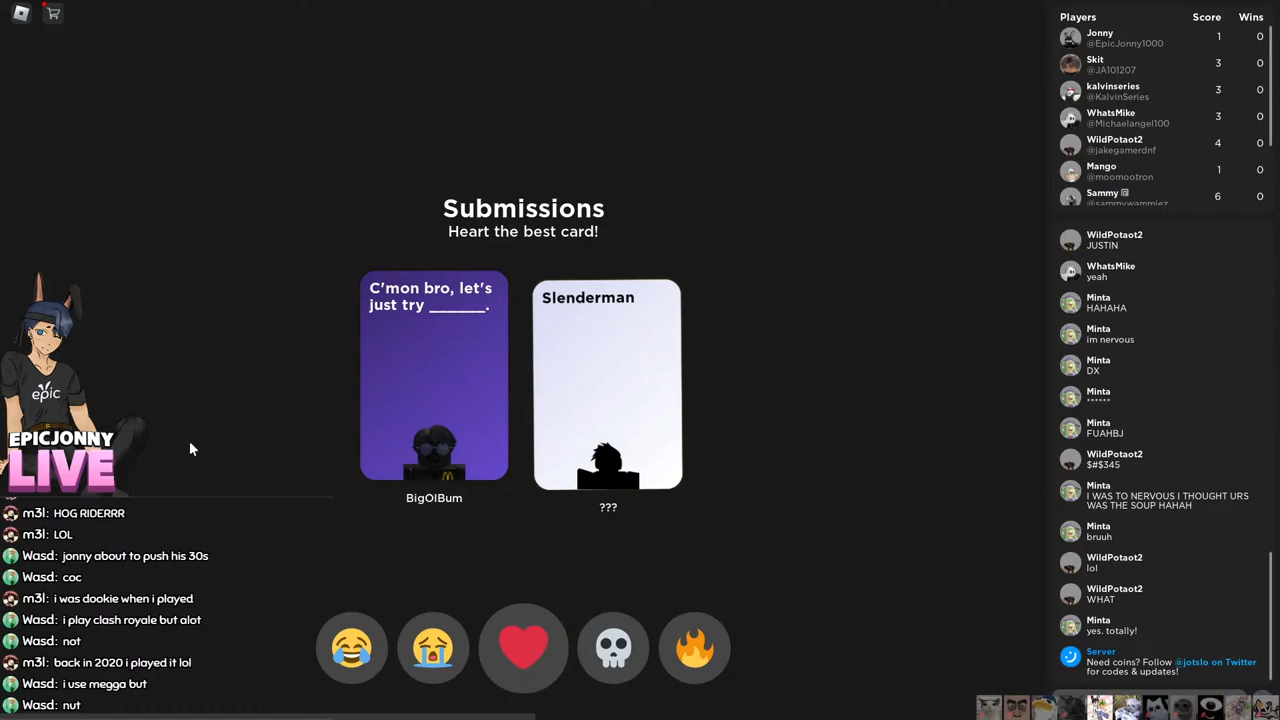 Players Score Wins
Jonny
@EpicJonny1000 1 0
Skit
@JA101207 3 0
kalvinseries
@KalvinSeries 3 0
WhatsMike
@Michaelangel100 3 0
WildPotaot2
@jakegamerdnf 4 0
Mango
@moomootron 1 0
Sammy
@sammywammiez 6 0
Submissions
Heart the best card!
C'mon bro, let's
just try ______.
BigOlBum
Slenderman
???
WildPotaot2
JUSTIN
WhatsMike
yeah
Minta
HAHAHA
Minta
im nervous
Minta
DX
Minta
******
Minta
FUAHBJ
WildPotaot2
$#$345
Minta
I WAS TO NERVOUS I THOUGHT URS
WAS THE SOUP HAHAH
Minta
bruuh
WildPotaot2
lol
WildPotaot2
WHAT
Minta
yes. totally!
Server
Need coins? Follow @jotslo on Twitter
for codes & updates!
epic
EPICJONNY
LIVE
m3l: HOG RIDERRR
m3l: LOL
Wasd: jonny about to push his 30s
Wasd: coc
m3l: i was dookie when i played
Wasd: i play clash royale but alot
Wasd: not
m3l: back in 2020 i played it lol
Wasd: i use megga but
Wasd: nut